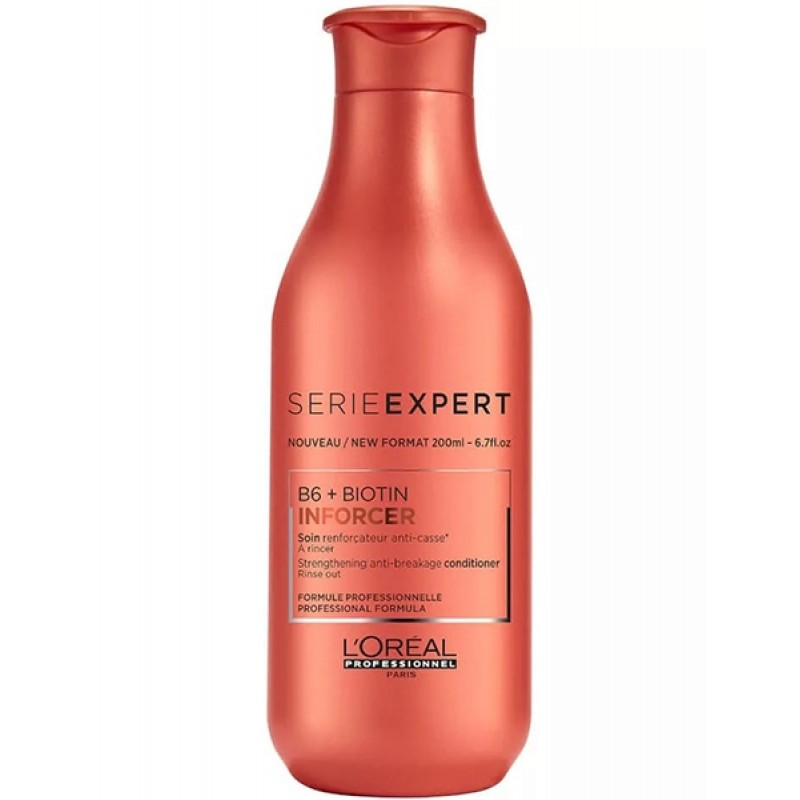 SERIEEXPERT
NOUVEAU / NEW FORMAT 200ml - 6.7fl.oz
B6 + BIOTIN
INFORCER
Soin renforçateur anti-casse*
À rincer
Strengthening anti-breakage conditioner
Rinse out
FORMULE PROFESSIONNELLE
PROFESSIONAL FORMULA
L'ORÉAL
PROFESSIONNEL
PARIS